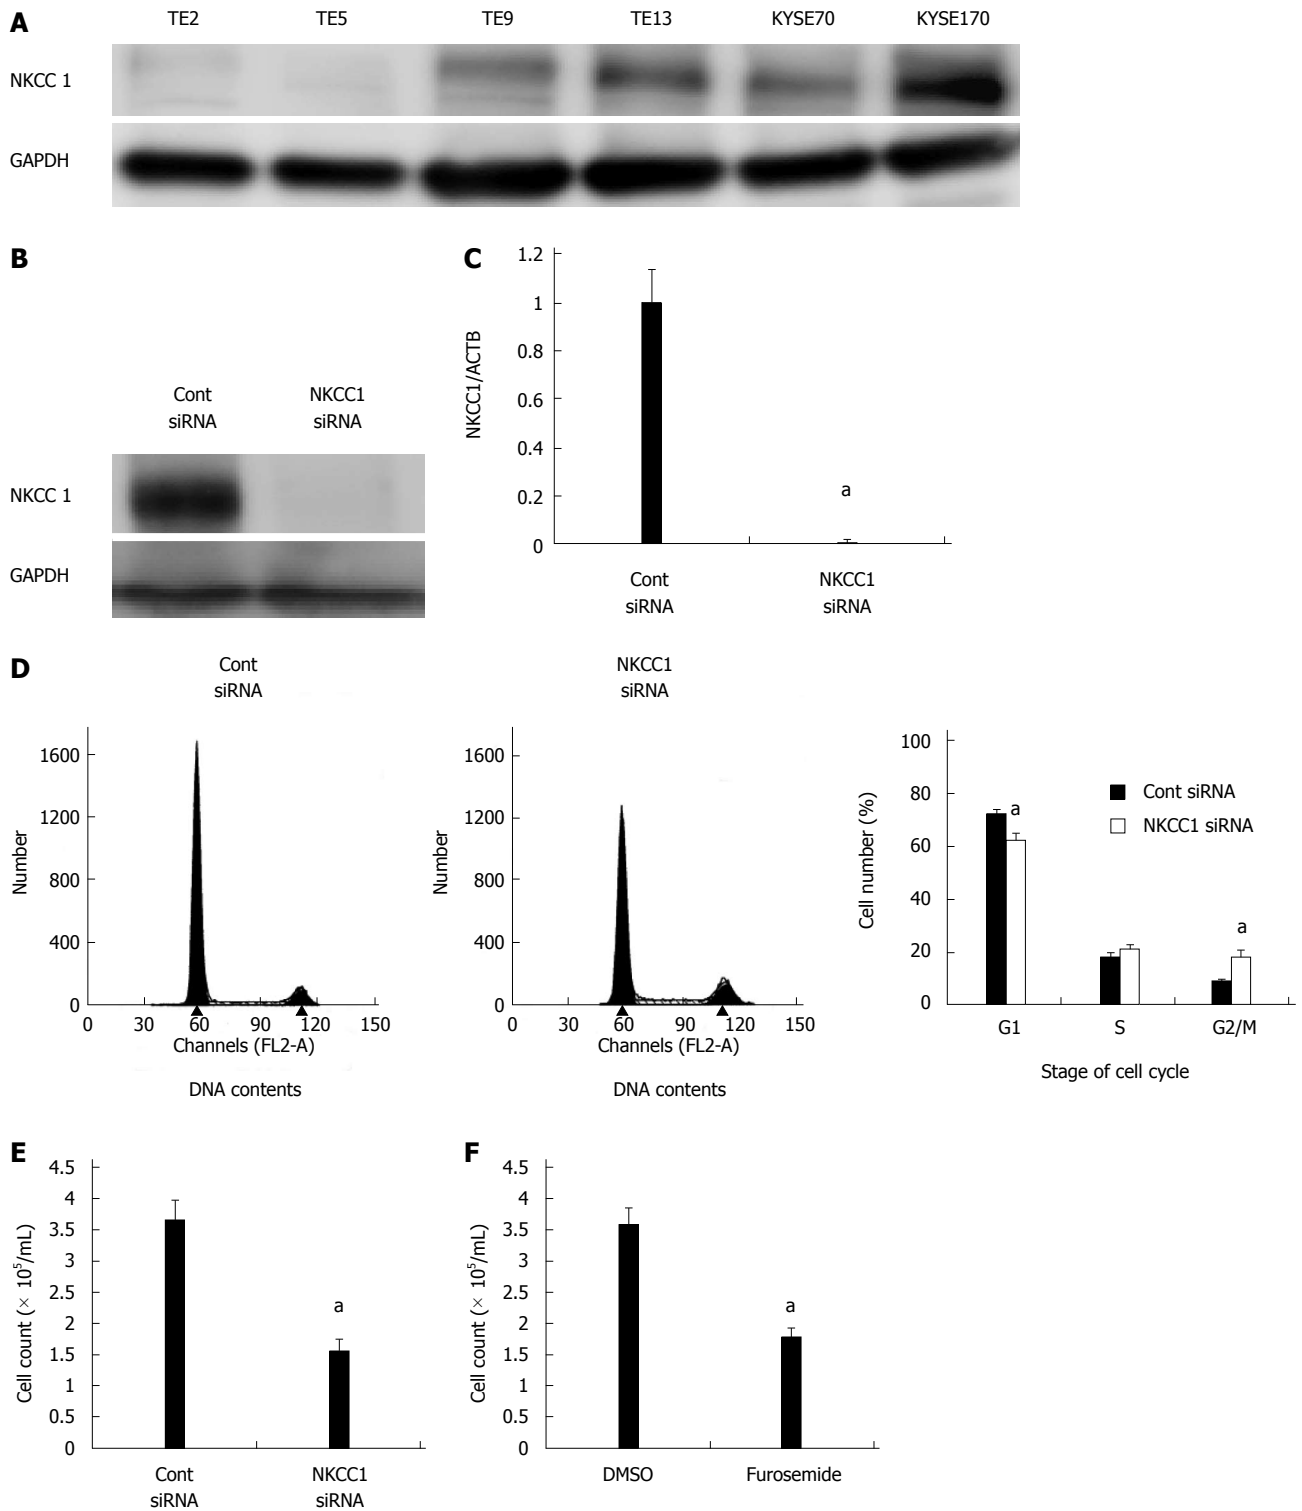 A
TE2 TE5 TE9 TE13 KYSE70 KYSE170
NKCC 1
GAPDH
B
Cont
siRNA
NKCC1
siRNA
NKCC 1
GAPDH
C
NKCC1/ACTB
1.2
1
0.8
0.6
0.4
0.2
0
a
Cont
siRNA
NKCC1
siRNA
D
Cont
siRNA
Number
1600
1200
800
400
0
0 30 60 90 120 150
Channels (FL2-A)
DNA contents
NKCC1
siRNA
Number
1600
1200
800
400
0
0 30 60 90 120 150
Channels (FL2-A)
DNA contents
Cell number (%)
100
80
60
40
20
0
Cont siRNA
NKCC1 siRNA
a
a
G1 S G2/M
Stage of cell cycle
E
Cell count (× 10⁵/mL)
4.5
4
3.5
3
2.5
2
1.5
1
0.5
0
a
Cont
siRNA
NKCC1
siRNA
F
Cell count (× 10⁵/mL)
4.5
4
3.5
3
2.5
2
1.5
1
0.5
0
a
DMSO Furosemide